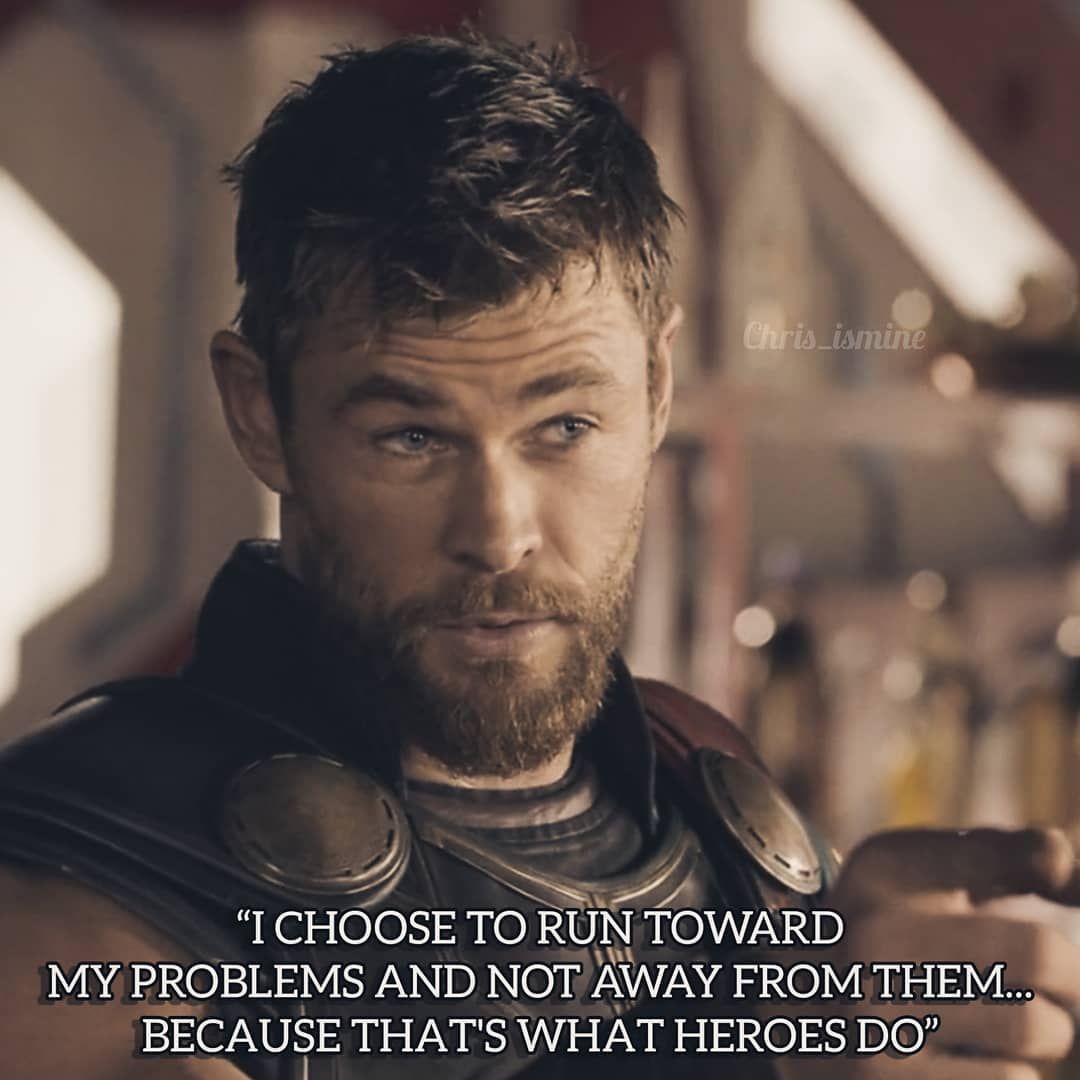 Chris_ismine
“I CHOOSE TO RUN TOWARD
MY PROBLEMS AND NOT AWAY FROM THEM...
BECAUSE THAT'S WHAT HEROES DO”